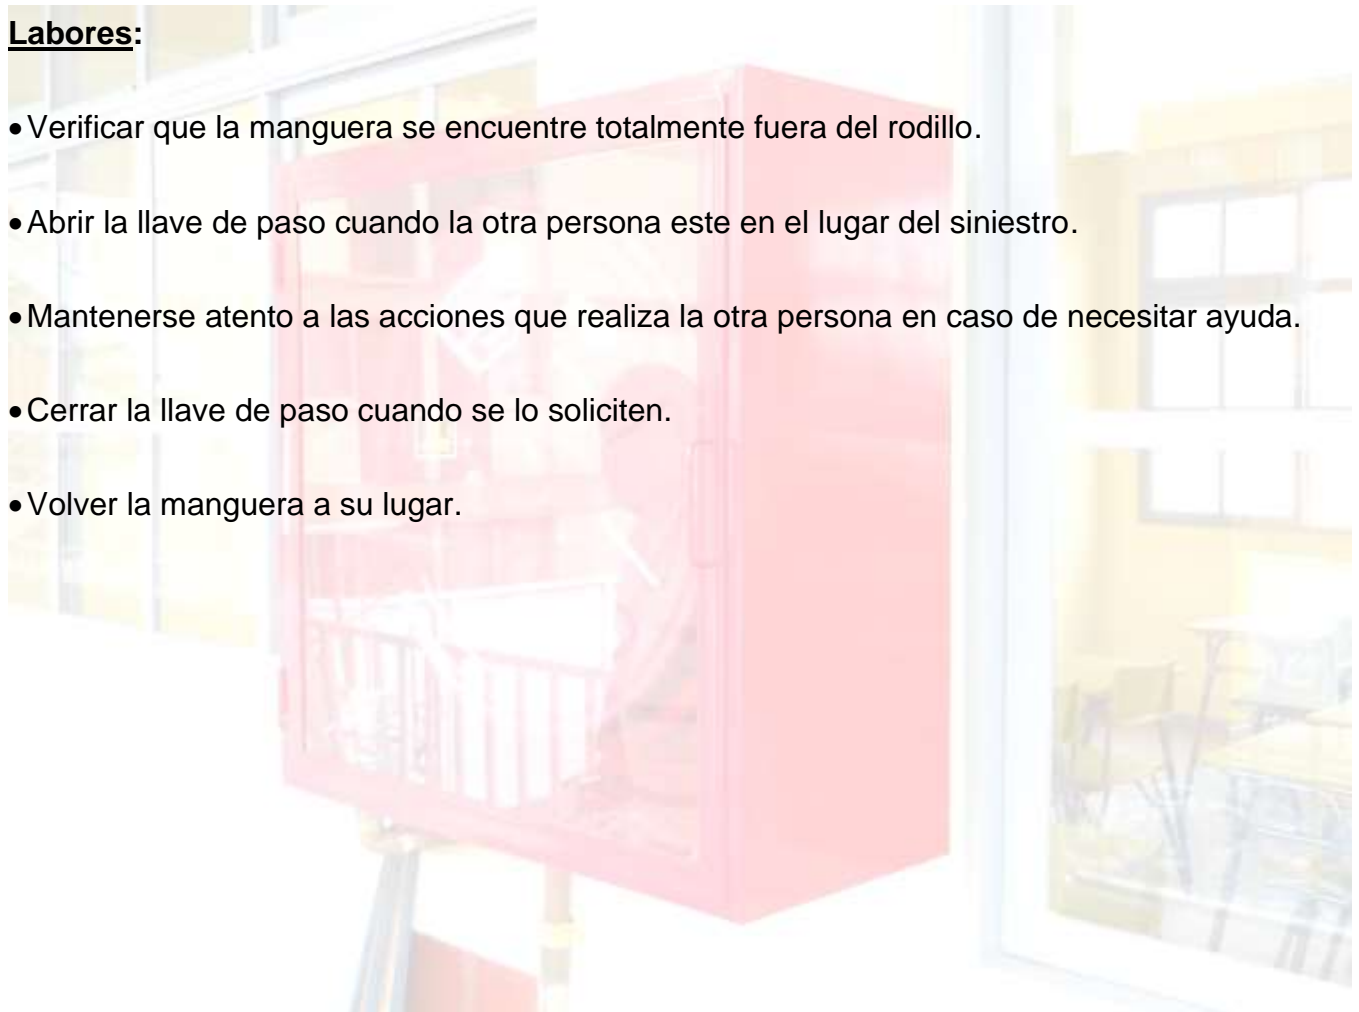 Labores:
•Verificar que la manguera se encuentre totalmente fuera del rodillo.
•Abrir la llave de paso cuando la otra persona este en el lugar del siniestro.
•Mantenerse atento a las acciones que realiza la otra persona en caso de necesitar ayuda.
•Cerrar la llave de paso cuando se lo soliciten.
•Volver la manguera a su lugar.